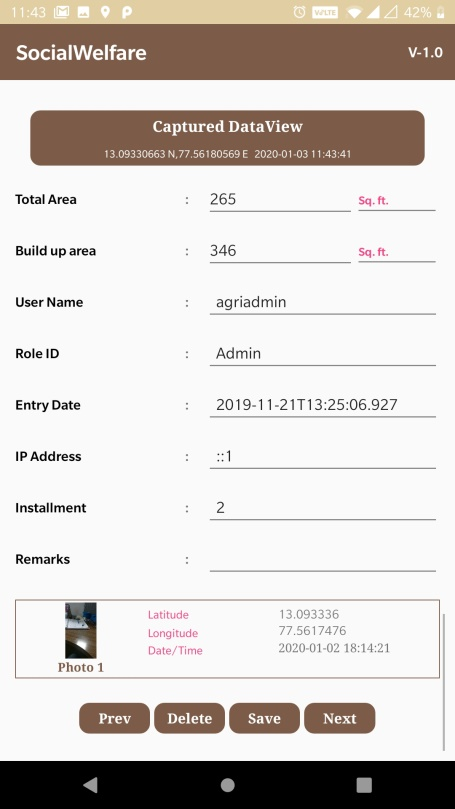 11:43 VoLTE 42%
SocialWelfare V-1.0
Captured DataView
13.09330663 N,77.56180569 E 2020-01-03 11:43:41
Total Area : 265 Sq. ft.
Build up area : 346 Sq. ft.
User Name : agriadmin
Role ID : Admin
Entry Date : 2019-11-21T13:25:06.927
IP Address : ::1
Installment : 2
Remarks :
Latitude 13.093336
Longitude 77.5617476
Date/Time 2020-01-02 18:14:21
Photo 1
Prev Delete Save Next